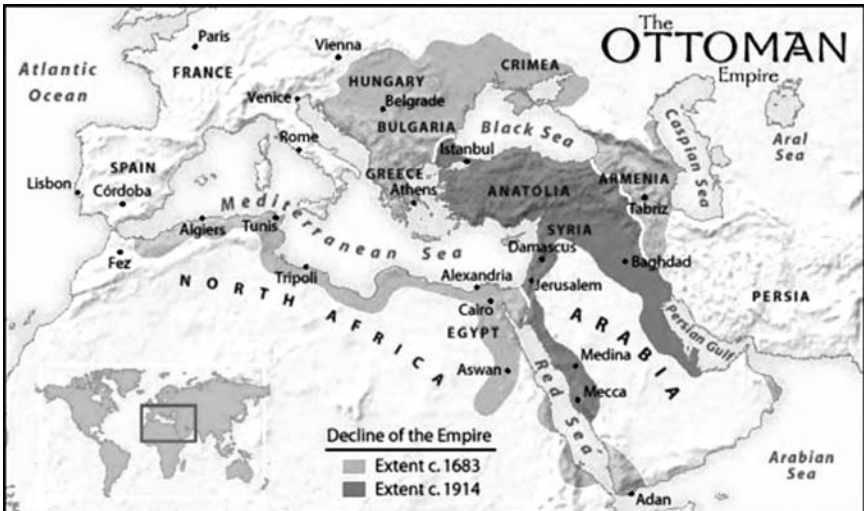 The
OTTOMAN
Empire
Paris
Vienna
FRANCE
Atlantic
Ocean
HUNGARY
CRIMEA
Venice
Belgrade
BULGARIA
Black Sea
Caspian Sea
Aral
Sea
Rome
Istanbul
SPAIN
GREECE
ANATOLIA
ARMENIA
Lisbon
Córdoba
Athens
Tabriz
Mediterranean Sea
Algiers
Tunis
SYRIA
Damascus
Baghdad
Fez
Tripoli
Alexandria
Jerusalem
PERSIA
NORTH AFRICA
Cairo
EGYPT
ARABIA
Persian Gulf
Aswan
Red Sea
Medina
Mecca
Decline of the Empire
Extent c. 1683
Extent c. 1914
Arabian
Sea
Adan